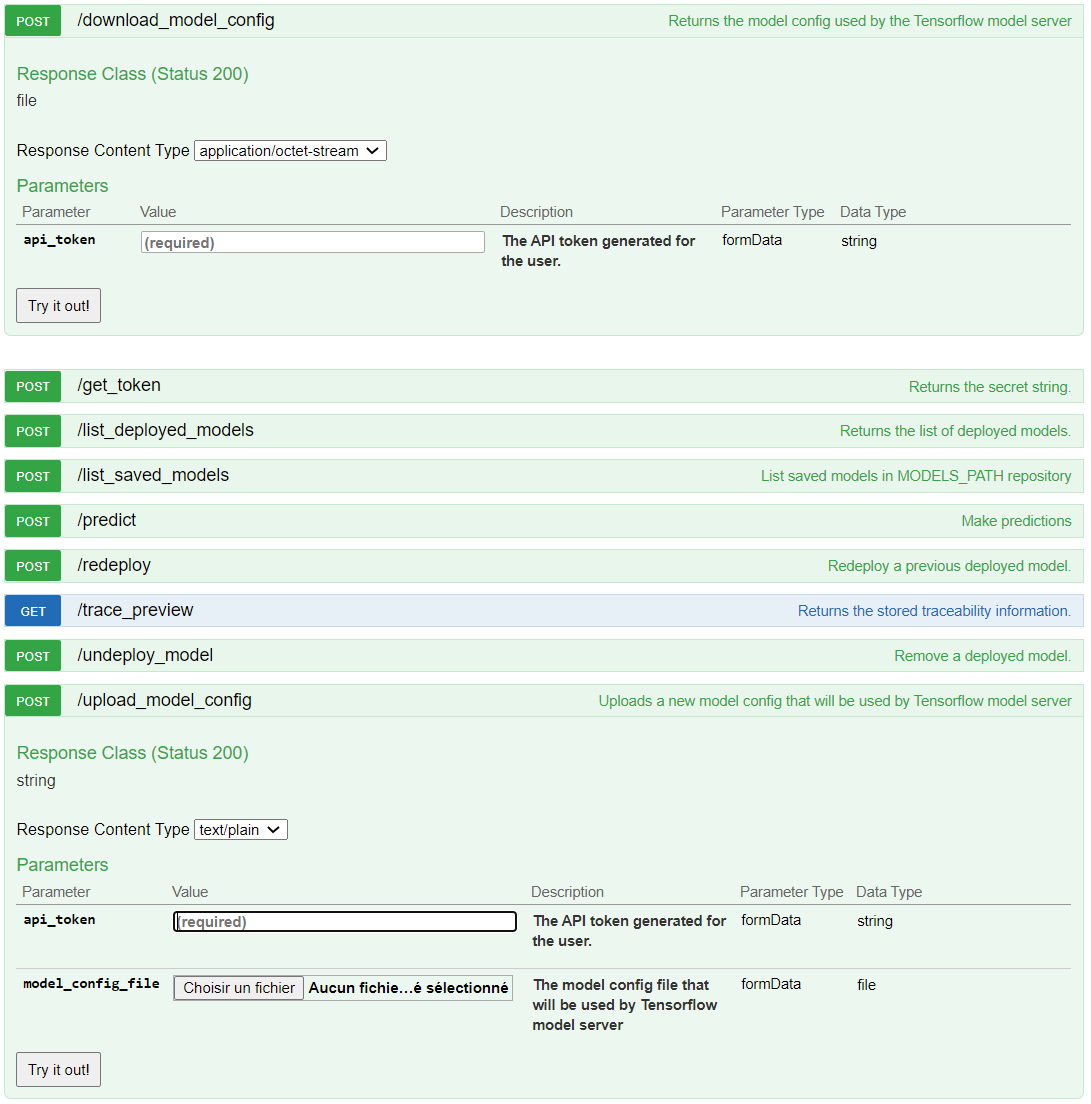 POST /download_model_config Returns the model config used by the Tensorflow model server
Response Class (Status 200)
file
Response Content Type application/octet-stream
Parameters
Parameter Value Description Parameter Type Data Type
api_token (required) The API token generated for formData string
the user.
Try it out!
POST /get_token Returns the secret string.
POST /list_deployed_models Returns the list of deployed models.
POST /list_saved_models List saved models in MODELS_PATH repository
POST /predict Make predictions
POST /redeploy Redeploy a previous deployed model.
GET /trace_preview Returns the stored traceability information.
POST /undeploy_model Remove a deployed model.
POST /upload_model_config Uploads a new model config that will be used by Tensorflow model server
Response Class (Status 200)
string
Response Content Type text/plain
Parameters
Parameter Value Description Parameter Type Data Type
api_token (required) The API token generated for formData string
the user.
model_config_file Choisir un fichier Aucun fichie...é sélectionné The model config file that formData file
will be used by Tensorflow
model server
Try it out!